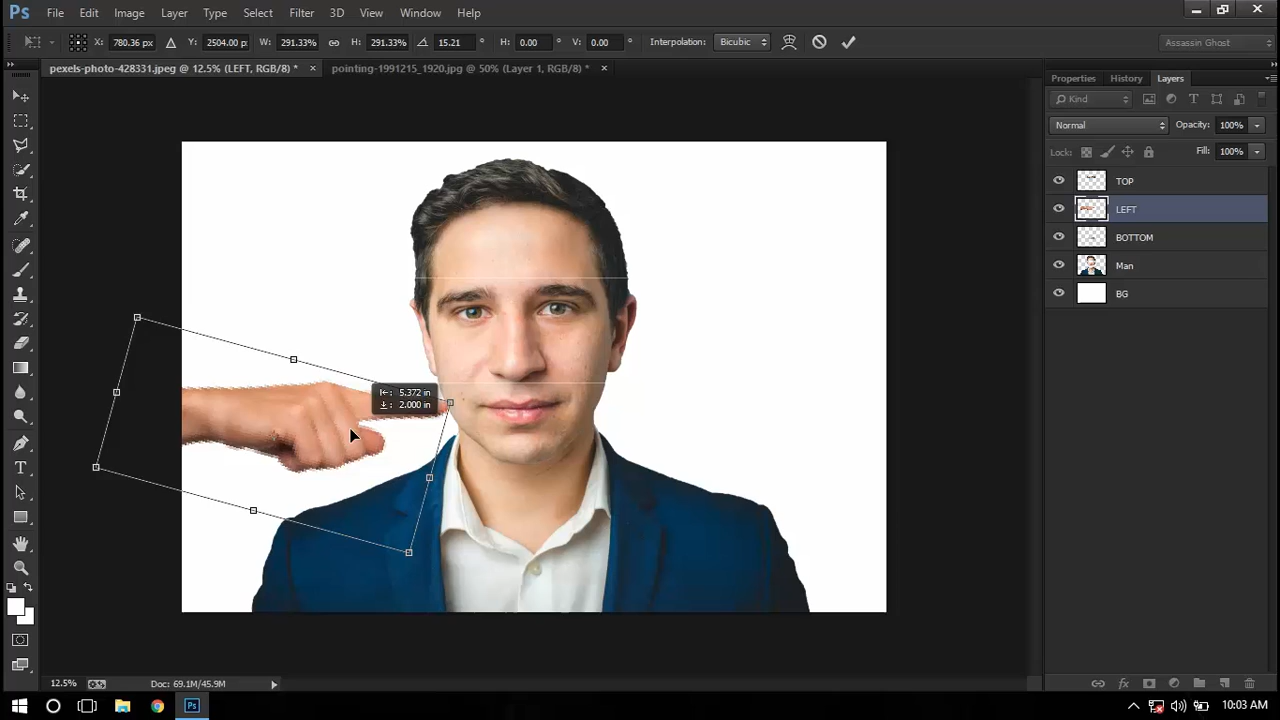 Ps File Edit Image Layer Type Select Filter 3D View Window Help
X: 780.36 px Y: 2504.00 p W: 291.33% H: 291.33% 15.21 ° H: 0.00 ° V: 0.00 ° Interpolation: Bicubic Assassin Ghost
pexels-photo-428331.jpeg @ 12.5% (LEFT, RGB/8) * × pointing-1991215_1920.jpg @ 50% (Layer 1, RGB/8) * ×
Properties History Layers
Kind
Normal Opacity: 100%
Lock: Fill: 100%
TOP
LEFT
BOTTOM
Man
BG
5.372 in
2.000 in
12.5% Doc: 69.1M/45.9M
Ps 10:03 AM